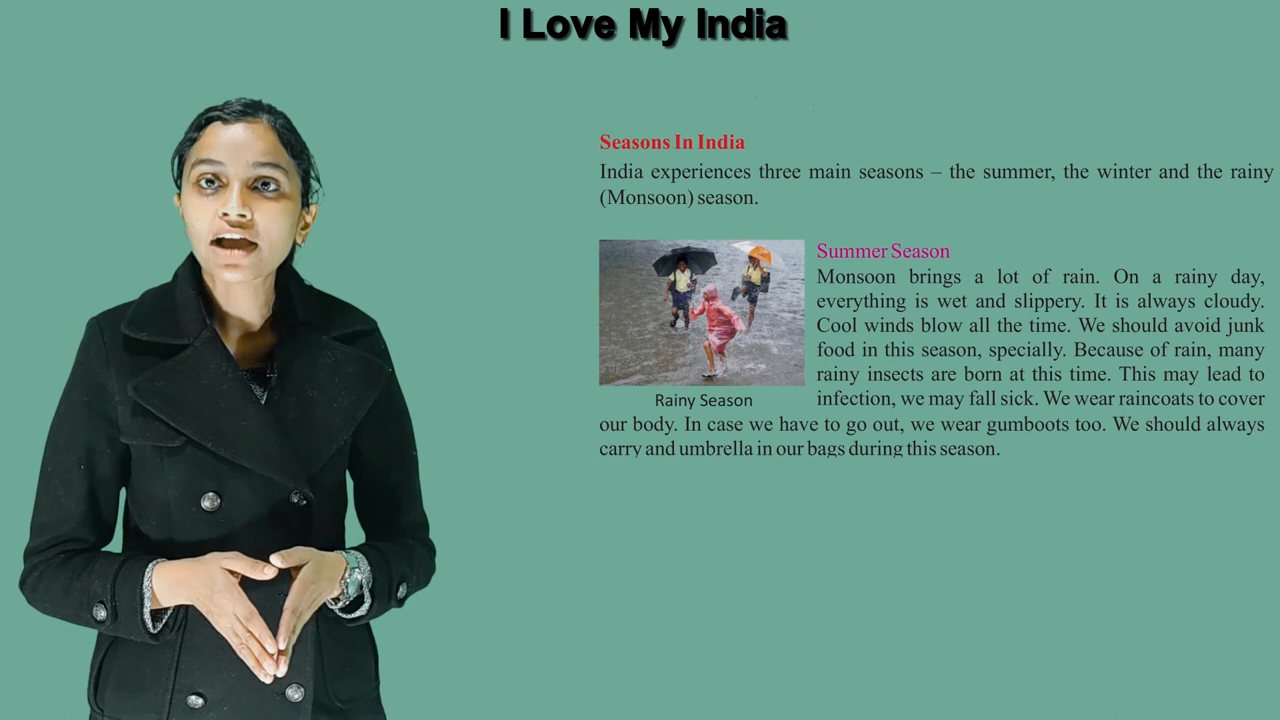 I Love My India
Seasons In India
India experiences three main seasons – the summer, the winter and the rainy
(Monsoon) season.
Summer Season
Monsoon brings a lot of rain. On a rainy day,
everything is wet and slippery. It is always cloudy.
Cool winds blow all the time. We should avoid junk
food in this season, specially. Because of rain, many
rainy insects are born at this time. This may lead to
infection, we may fall sick. We wear raincoats to cover
Rainy Season
our body. In case we have to go out, we wear gumboots too. We should always
carry and umbrella in our bags during this season.